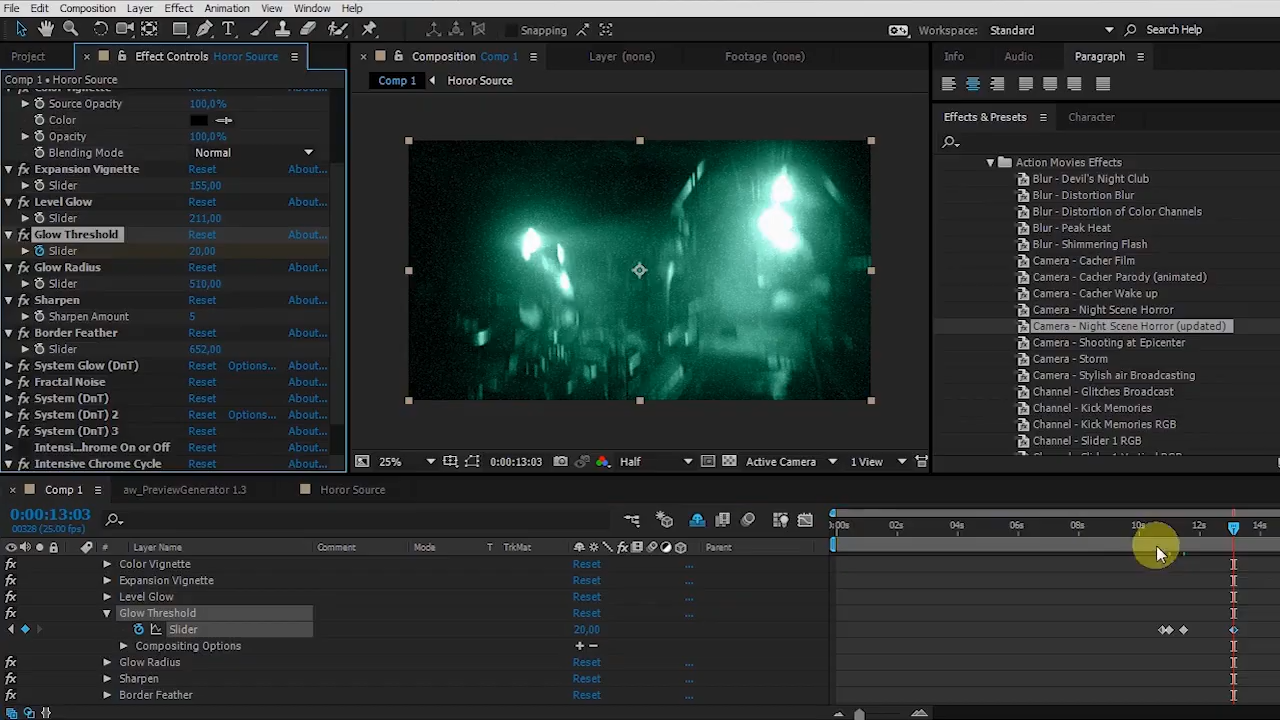 File Edit Composition Layer Effect Animation View Window Help
Snapping Workspace: Standard Search Help
Project Effect Controls Horor Source Composition Comp 1 Layer (none) Footage (none) Info Audio Paragraph
Comp 1 • Horor Source
Comp 1 Horor Source
Color Vignette Reset About...
Source Opacity 100,0%
Color
Opacity 100,0%
Blending Mode Normal
Expansion Vignette Reset About...
Slider 155,00
Level Glow Reset About...
Slider 211,00
Glow Threshold Reset About...
Slider 20,00
Glow Radius Reset About...
Slider 510,00
Sharpen Reset About...
Sharpen Amount 5
Border Feather Reset About...
Slider 652,00
System Glow (DnT) Reset Options... About...
Fractal Noise Reset About...
System (DnT) Reset About...
System (DnT) 2 Reset Options... About...
System (DnT) 3 Reset About...
Intensi...hrome On or Off Reset About...
Intensive Chrome Cycle Reset About...
25% 0:00:13:03 Half Active Camera 1 View
Effects & Presets Character
Action Movies Effects
Blur - Devil's Night Club
Blur - Distortion Blur
Blur - Distortion of Color Channels
Blur - Peak Heat
Blur - Shimmering Flash
Camera - Cacher Film
Camera - Cacher Parody (animated)
Camera - Cacher Wake up
Camera - Night Scene Horror
Camera - Night Scene Horror (updated)
Camera - Shooting at Epicenter
Camera - Storm
Camera - Stylish air Broadcasting
Channel - Glitches Broadcast
Channel - Kick Memories
Channel - Kick Memories RGB
Channel - Slider 1 RGB
Comp 1 aw_PreviewGenerator 1.3 Horor Source
0:00:13:03
00328 (25.00 fps)
:00s 02s 04s 06s 08s 10s 12s 14s
# Layer Name Comment Mode T TrkMat Parent
Color Vignette Reset ...
Expansion Vignette Reset ...
Level Glow Reset ...
Glow Threshold Reset ...
Slider 20,00
Compositing Options + −
Glow Radius Reset ...
Sharpen Reset ...
Border Feather Reset ...